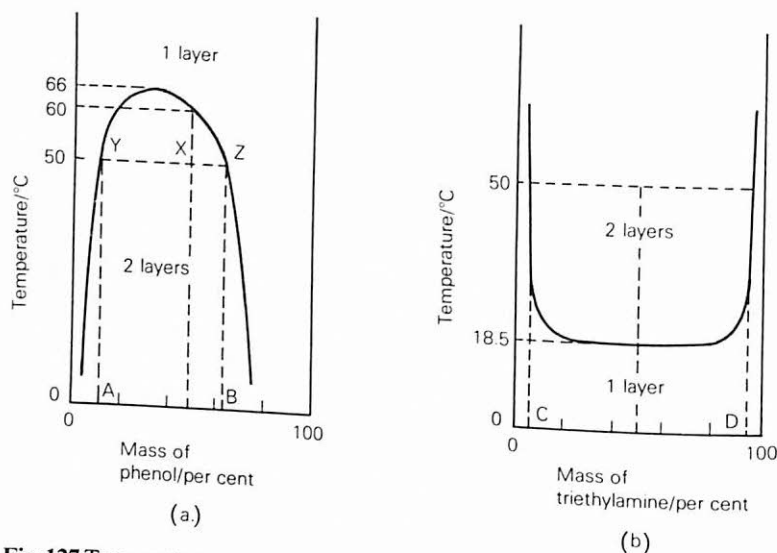 1 layer
66
60
50
Y
X
Z
2 layers
Temperature/°C
0
A
B
0
100
Mass of
phenol/per cent
(a.)
50
2 layers
Temperature/°C
18.5
1 layer
0
C
D
0
100
Mass of
triethylamine/per cent
(b)